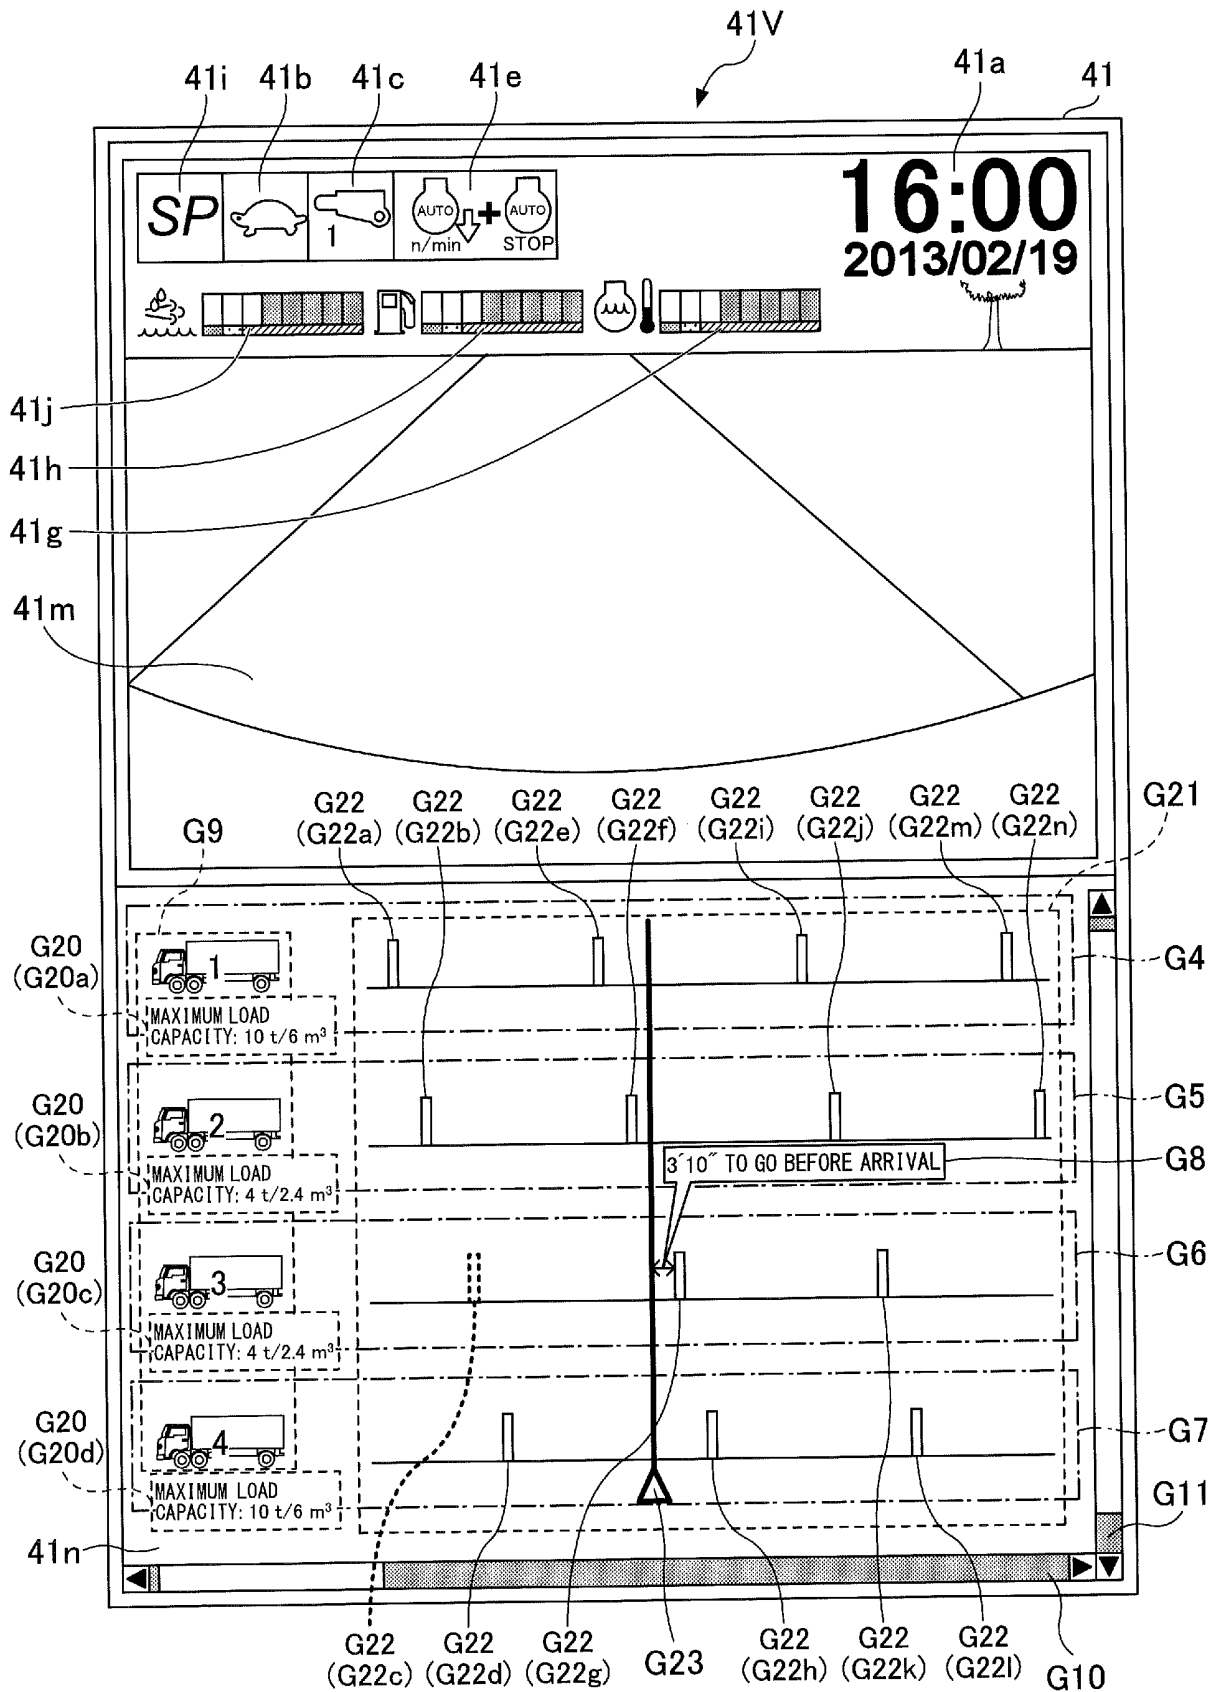 41V
41i 41b 41c 41e 41a 41
SP
1
AUTO
n/min
+
AUTO
STOP
16:00
2013/02/19
41j
41h
41g
41m
G22 G22 G22 G22 G22 G22 G22 G22 G21
(G22a) (G22b) (G22e) (G22f) (G22i) (G22j) (G22m) (G22n)
G9
G20
(G20a)
1
MAXIMUM LOAD
CAPACITY: 10 t/6 m³
G4
G20
(G20b)
2
MAXIMUM LOAD
CAPACITY: 4 t/2.4 m³
G5
3´10˝ TO GO BEFORE ARRIVAL
G8
G20
(G20c)
3
MAXIMUM LOAD
CAPACITY: 4 t/2.4 m³
G6
G20
(G20d)
4
MAXIMUM LOAD
CAPACITY: 10 t/6 m³
G7
G11
41n
G22 G22 G22 G23 G22 G22 G22 G10
(G22c) (G22d) (G22g) (G22h) (G22k) (G22l)